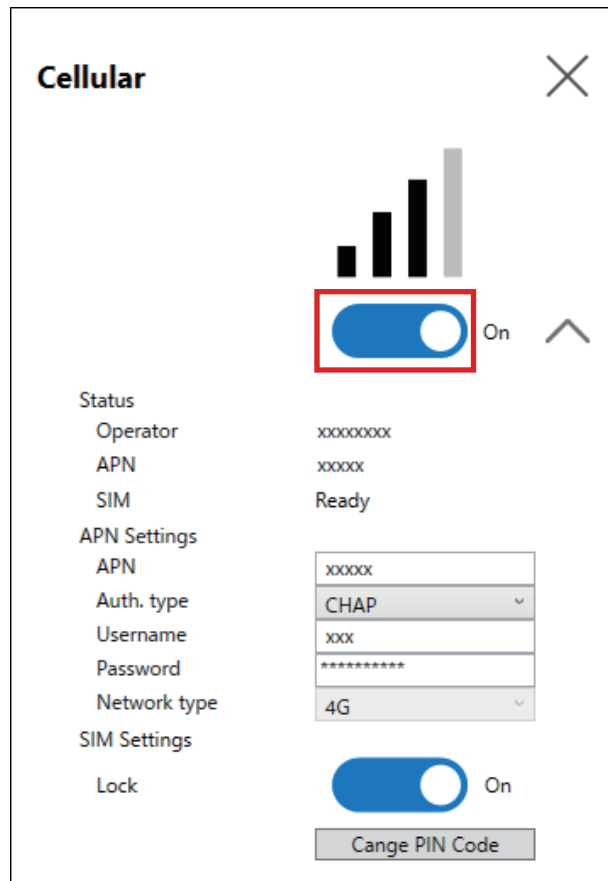 Cellular
On
Status
Operator xxxxxxxx
APN xxxxx
SIM Ready
APN Settings
APN xxxxx
Auth. type CHAP
Username xxx
Password **********
Network type 4G
SIM Settings
Lock On
Cange PIN Code